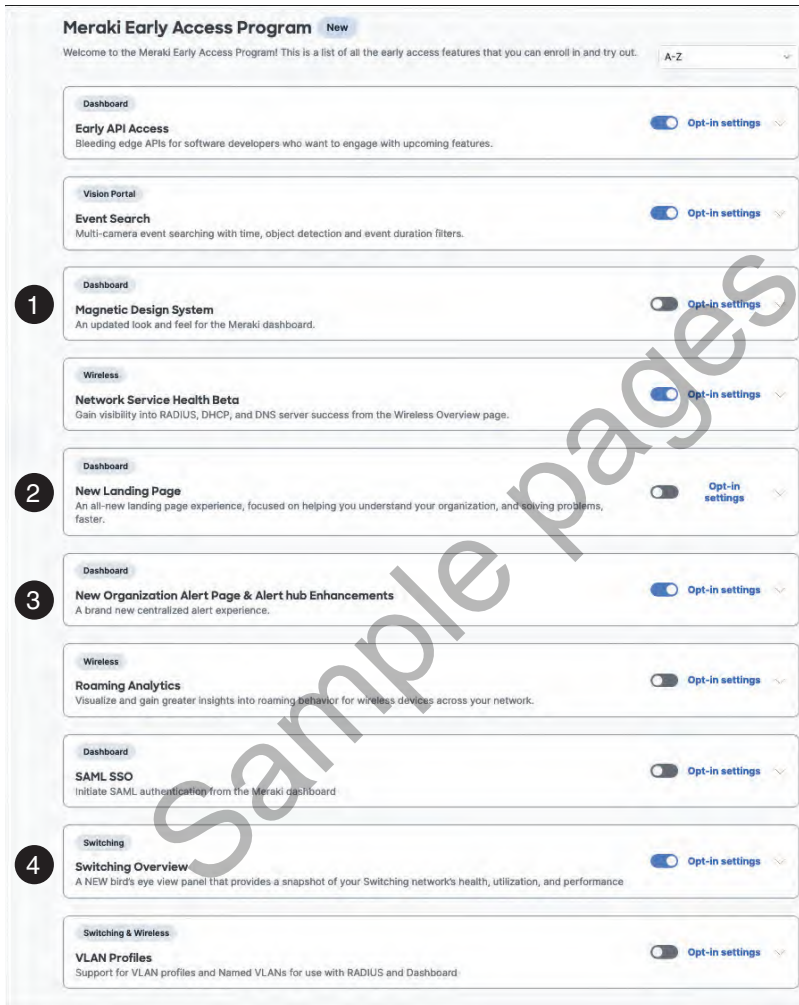 Meraki Early Access Program New
Welcome to the Meraki Early Access Program! This is a list of all the early access features that you can enroll in and try out.
A-Z
Dashboard
Early API Access
Bleeding edge APIs for software developers who want to engage with upcoming features.
Opt-in settings
Vision Portal
Event Search
Multi-camera event searching with time, object detection and event duration filters.
Opt-in settings
1
Dashboard
Magnetic Design System
An updated look and feel for the Meraki dashboard.
Opt-in settings
Wireless
Network Service Health Beta
Gain visibility into RADIUS, DHCP, and DNS server success from the Wireless Overview page.
Opt-in settings
2
Dashboard
New Landing Page
An all-new landing page experience, focused on helping you understand your organization, and solving problems,
faster.
Opt-in
settings
3
Dashboard
New Organization Alert Page & Alert hub Enhancements
A brand new centralized alert experience.
Opt-in settings
Wireless
Roaming Analytics
Visualize and gain greater insights into roaming behavior for wireless devices across your network.
Opt-in settings
Dashboard
SAML SSO
Initiate SAML authentication from the Meraki dashboard
Opt-in settings
4
Switching
Switching Overview
A NEW bird's eye view panel that provides a snapshot of your Switching network's health, utilization, and performance
Opt-in settings
Switching & Wireless
VLAN Profiles
Support for VLAN profiles and Named VLANs for use with RADIUS and Dashboard
Opt-in settings
Sample pages